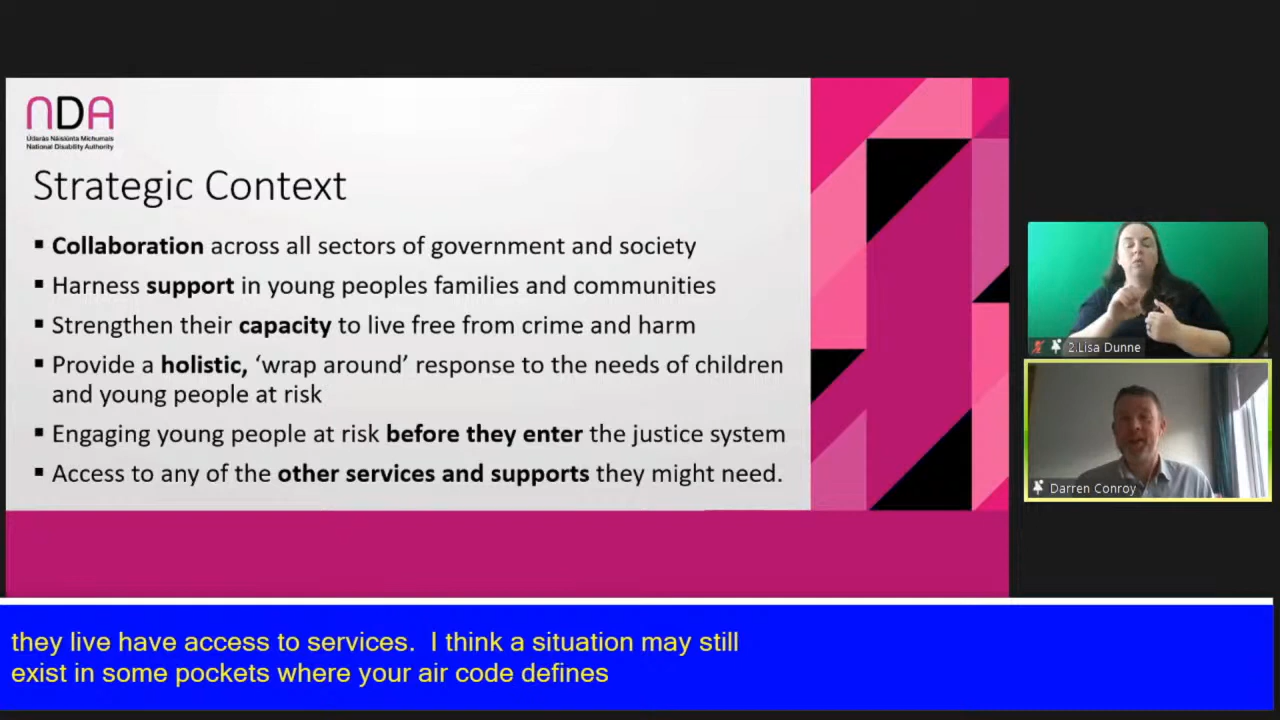 NDA
Údarás Náisiúnta Míchumais
National Disability Authority
Strategic Context
▪ Collaboration across all sectors of government and society
▪ Harness support in young peoples families and communities
▪ Strengthen their capacity to live free from crime and harm
▪ Provide a holistic, ‘wrap around’ response to the needs of children
and young people at risk
▪ Engaging young people at risk before they enter the justice system
▪ Access to any of the other services and supports they might need.
2.Lisa Dunne
Darren Conroy
they live have access to services.  I think a situation may still
exist in some pockets where your air code defines